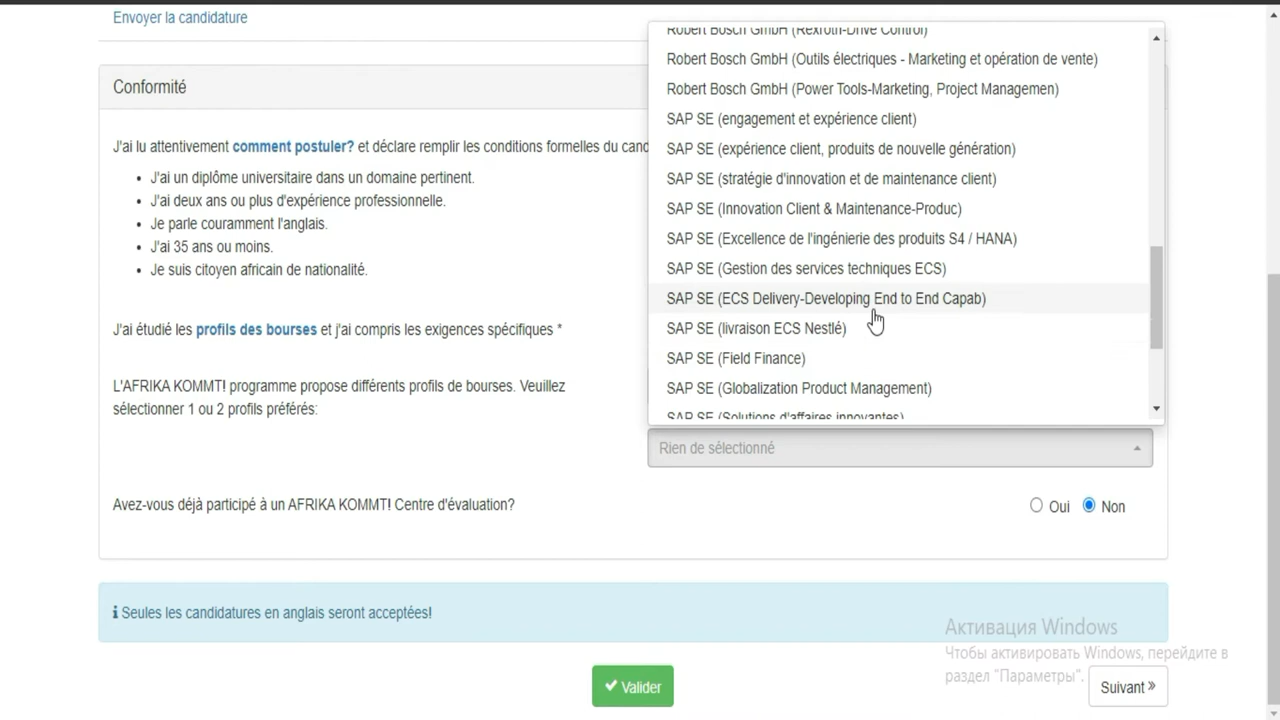 Envoyer la candidature
Conformité
J'ai lu attentivement comment postuler? et déclare remplir les conditions formelles du cand
• J'ai un diplôme universitaire dans un domaine pertinent.
• J'ai deux ans ou plus d'expérience professionnelle.
• Je parle couramment l'anglais.
• J'ai 35 ans ou moins.
• Je suis citoyen africain de nationalité.
J'ai étudié les profils des bourses et j'ai compris les exigences spécifiques *
L'AFRIKA KOMMT! programme propose différents profils de bourses. Veuillez
sélectionner 1 ou 2 profils préférés:
Robert Bosch GmbH (Rexroth-Drive Control)
Robert Bosch GmbH (Outils électriques - Marketing et opération de vente)
Robert Bosch GmbH (Power Tools-Marketing, Project Managemen)
SAP SE (engagement et expérience client)
SAP SE (expérience client, produits de nouvelle génération)
SAP SE (stratégie d'innovation et de maintenance client)
SAP SE (Innovation Client & Maintenance-Produc)
SAP SE (Excellence de l'ingénierie des produits S4 / HANA)
SAP SE (Gestion des services techniques ECS)
SAP SE (ECS Delivery-Developing End to End Capab)
SAP SE (livraison ECS Nestlé)
SAP SE (Field Finance)
SAP SE (Globalization Product Management)
SAP SE (Solutions d'affaires innovantes)
Rien de sélectionné
Avez-vous déjà participé à un AFRIKA KOMMT! Centre d'évaluation?
Oui Non
Seules les candidatures en anglais seront acceptées!
Активация Windows
Чтобы активировать Windows, перейдите в
раздел "Параметры".
Valider
Suivant »